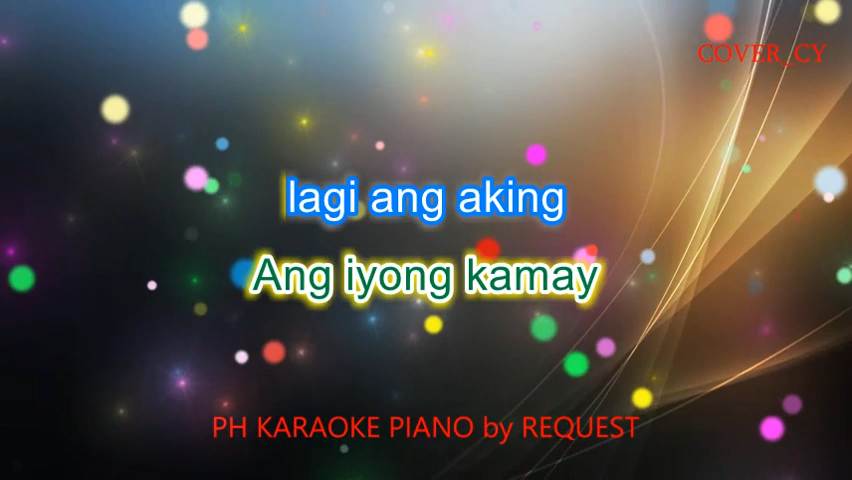 COVER_CY
lagi ang aking
Ang iyong kamay
PH KARAOKE PIANO by REQUEST